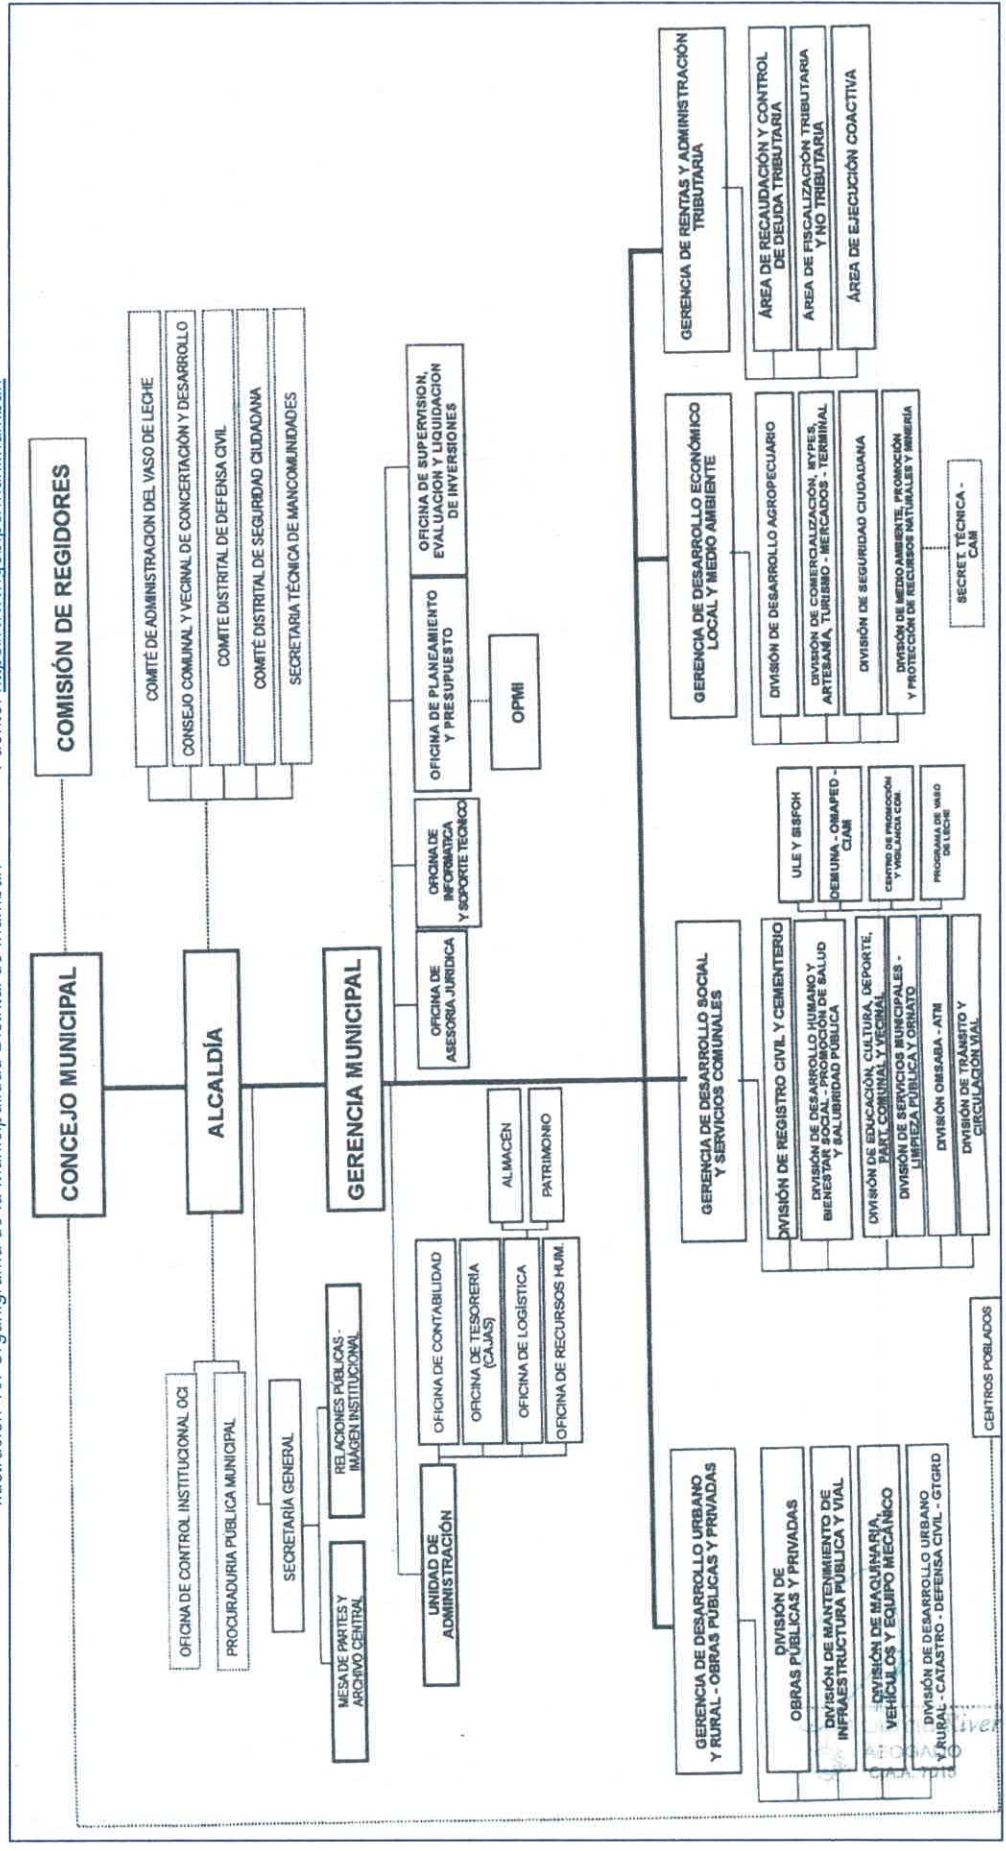 CONCEJO MUNICIPAL
COMISIÓN DE REGIDORES
ALCALDÍA
OFICINA DE CONTROL INSTITUCIONAL OCI
PROCURADURIA PÚBLICA MUNICIPAL
COMITÉ DE ADMINISTRACION DEL VASO DE LECHE
CONSEJO COMUNAL Y VECINAL DE CONCERTACIÓN Y DESARROLLO
COMITE DISTRITAL DE DEFENSA CIVIL
COMITÉ DISTRITAL DE SEGURIDAD CIUDADANA
SECRETARIA TÉCNICA DE MANCOMUNIDADES
SECRETARÍA GENERAL
MESA DE PARTES Y
ARCHIVO CENTRAL
RELACIONES PÚBLICAS -
IMÁGEN INSTITUCIONAL
GERENCIA MUNICIPAL
UNIDAD DE
ADMINISTRACIÓN
OFICINA DE CONTABILIDAD
OFICINA DE TESORERÍA
(CAJAS)
OFICINA DE LOGÍSTICA
OFICINA DE RECURSOS HUM.
ALMACÉN
PATRIMONIO
OFICINA DE
ASESORIA JURIDICA
OFICINA DE
INFORMATICA
Y SOPORTE TECNICO
OFICINA DE PLANEAMIENTO
Y PRESUPUESTO
OPMI
OFICINA DE SUPERVISION,
EVALUACION Y LIQUIDACION
DE INVERSIONES
GERENCIA DE DESARROLLO URBANO
Y RURAL - OBRAS PÚBLICAS Y PRIVADAS
DIVISIÓN DE
OBRAS PÚBLICAS Y PRIVADAS
DIVISIÓN DE MANTENIMIENTO DE
INFRAESTRUCTURA PÚBLICA Y VIAL
DIVISIÓN DE MAQUINARIA,
VEHÍCULOS Y EQUIPO MECÁNICO
DIVISIÓN DE DESARROLLO URBANO
Y RURAL - CATASTRO - DEFENSA CIVIL - GTGRD
GERENCIA DE DESARROLLO SOCIAL
Y SERVICIOS COMUNALES
DIVISIÓN DE REGISTRO CIVIL Y CEMENTERIO
DIVISIÓN DE DESARROLLO HUMANO Y
BIENESTAR SOCIAL - PROMOCIÓN DE SALUD
Y SALUBRIDAD PÚBLICA
DIVISIÓN DE EDUCACIÓN, CULTURA, DEPORTE,
PART. COMUNAL Y VECINAL
DIVISIÓN DE SERVICIOS MUNICIPALES -
LIMPIEZA PÚBLICA Y ORNATO
DIVISIÓN OMSABA - ATM
DIVISIÓN DE TRÁNSITO Y
CIRCULACIÓN VIAL
ULE Y SISFOH
DEMUNA - OMAPED -
CIAM
CENTRO DE PROMOCIÓN
Y VIGILANCIA COM.
PROGRAMA DE VASO
DE LECHE
GERENCIA DE DESARROLLO ECONÓMICO
LOCAL Y MEDIO AMBIENTE
DIVISIÓN DE DESARROLLO AGROPECUARIO
DIVISIÓN DE COMERCIALIZACIÓN, MYPES,
ARTESANÍA, TURISMO - MERCADOS - TERMINAL
DIVISIÓN DE SEGURIDAD CIUDADANA
DIVISIÓN DE MEDIO AMBIENTE, PROMOCIÓN
Y PROTECCIÓN DE RECURSOS NATURALES Y MINERÍA
SECRET. TÉCNICA -
CAM
GERENCIA DE RENTAS Y ADMINISTRACIÓN
TRIBUTARIA
ÁREA DE RECAUDACIÓN Y CONTROL
DE DEUDA TRIBUTARIA
ÁREA DE FISCALIZACIÓN TRIBUTARIA
Y NO TRIBUTARIA
ÁREA DE EJECUCIÓN COACTIVA
CENTROS POBLADOS
ABOGADO
C.A.A. 7015